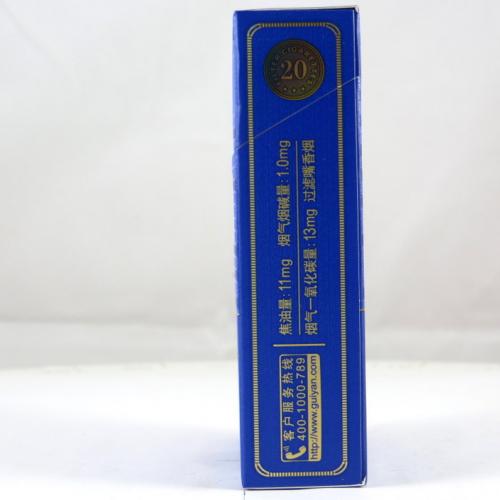 FILTER CIGARETTES
20
焦油量:11mg 烟气烟碱量:1.0mg
烟气一氧化碳量:13mg 过滤嘴香烟
客户服务热线
400-1000-789
http://www.guiyan.com